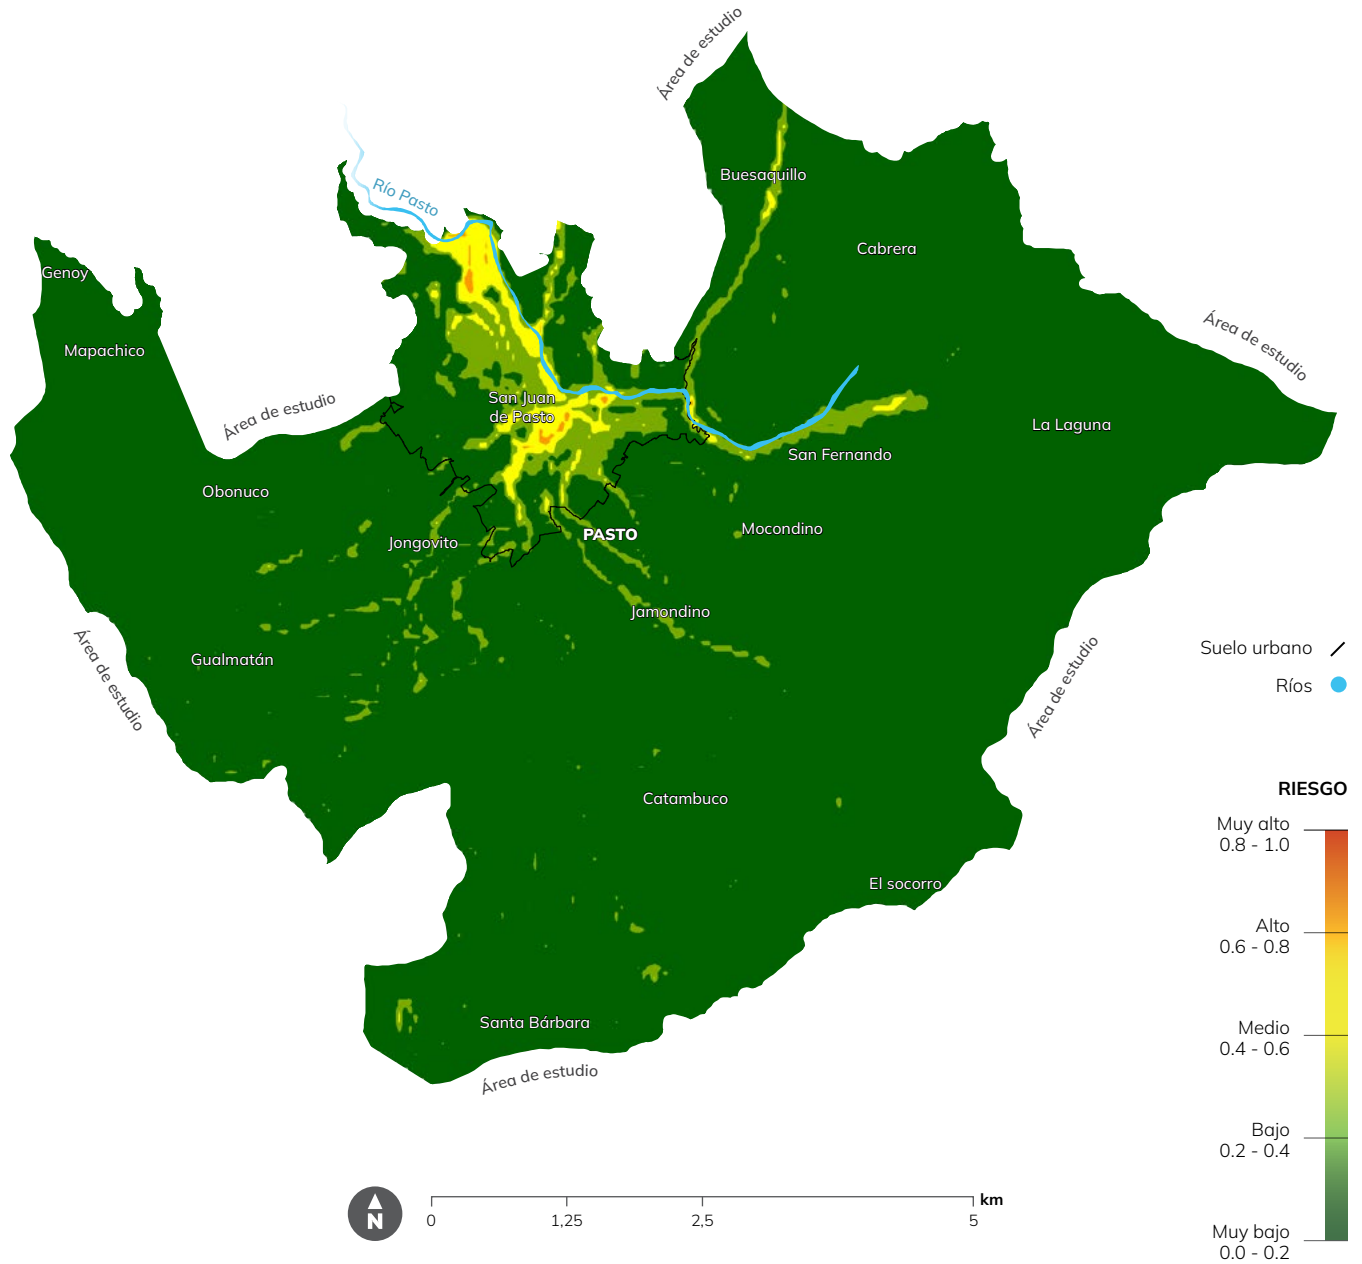 Área de estudio
Buesaquillo
Río Pasto
Cabrera
Genoy
Área de estudio
Mapachico
San Juan
de Pasto
Área de estudio
La Laguna
San Fernando
Obonuco
Mocondino
PASTO
Jongovito
Jamondino
Área de estudio
Gualmatán
Área de estudio
Suelo urbano
Ríos
RIESGO
Catambuco
Muy alto
0.8 - 1.0
El socorro
Alto
0.6 - 0.8
Santa Bárbara
Medio
0.4 - 0.6
Área de estudio
Bajo
0.2 - 0.4
Muy bajo
0.0 - 0.2
N
km
0 1,25 2,5 5